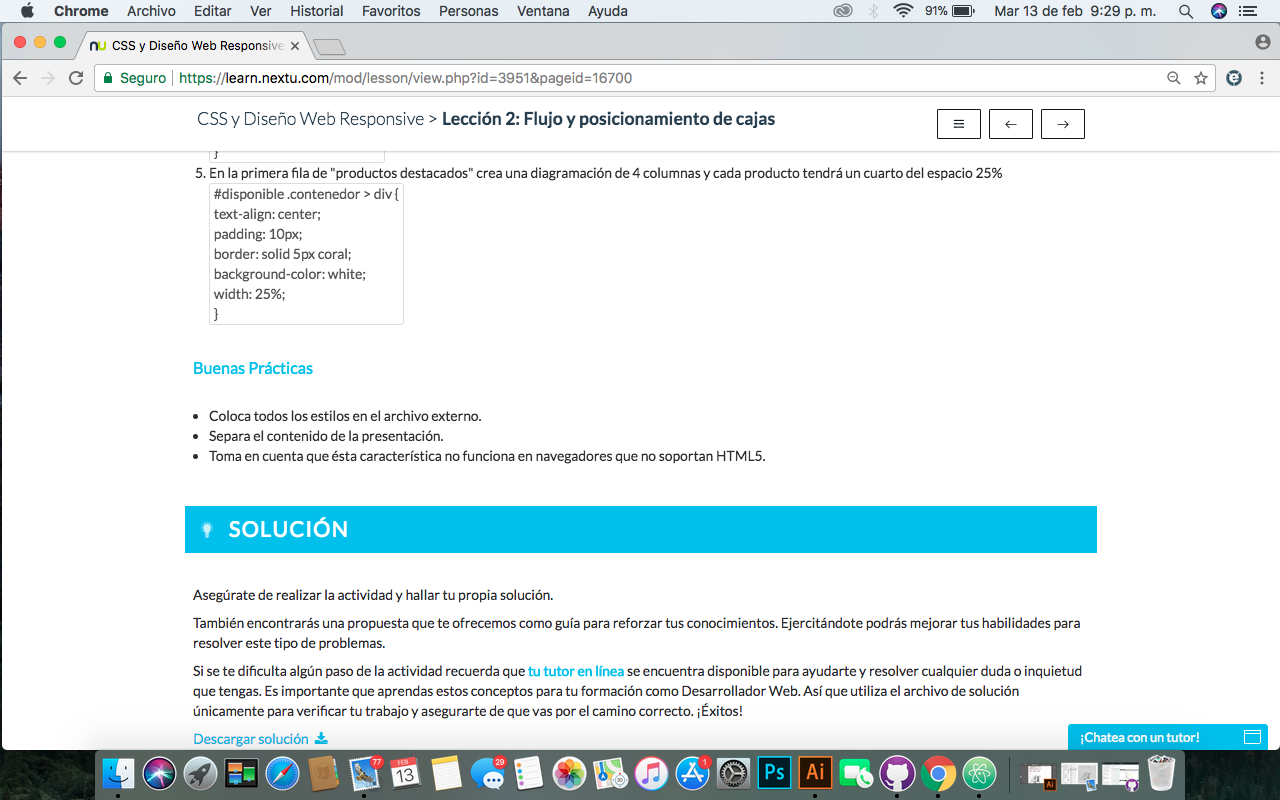 Chrome Archivo Editar Ver Historial Favoritos Personas Ventana Ayuda 91% Mar 13 de feb 9:29 p. m.
nu CSS y Diseño Web Responsive
Seguro https://learn.nextu.com/mod/lesson/view.php?id=3951&pageid=16700
CSS y Diseño Web Responsive > Lección 2: Flujo y posicionamiento de cajas
}
5. En la primera fila de "productos destacados" crea una diagramación de 4 columnas y cada producto tendrá un cuarto del espacio 25%
#disponible .contenedor > div {
text-align: center;
padding: 10px;
border: solid 5px coral;
background-color: white;
width: 25%;
}
Buenas Prácticas
Coloca todos los estilos en el archivo externo.
Separa el contenido de la presentación.
Toma en cuenta que ésta característica no funciona en navegadores que no soportan HTML5.
SOLUCIÓN
Asegúrate de realizar la actividad y hallar tu propia solución.
También encontrarás una propuesta que te ofrecemos como guía para reforzar tus conocimientos. Ejercitándote podrás mejorar tus habilidades para
resolver este tipo de problemas.
Si se te dificulta algún paso de la actividad recuerda que tu tutor en línea se encuentra disponible para ayudarte y resolver cualquier duda o inquietud
que tengas. Es importante que aprendas estos conceptos para tu formación como Desarrollador Web. Así que utiliza el archivo de solución
únicamente para verificar tu trabajo y asegurarte de que vas por el camino correcto. ¡Éxitos!
Descargar solución
¡Chatea con un tutor!
77 FEB 13 29 1 Ps Ai